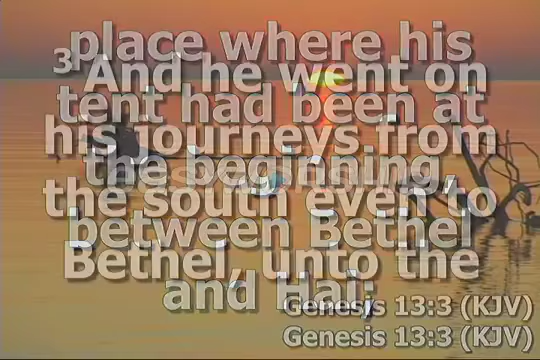 place where his
3 And he went on
tent had been at
his journeys from
the beginning,
the south even to
between Bethel
Bethel, unto the
and Hai;
Genesis 13:3 (KJV)
Genesis 13:3 (KJV)